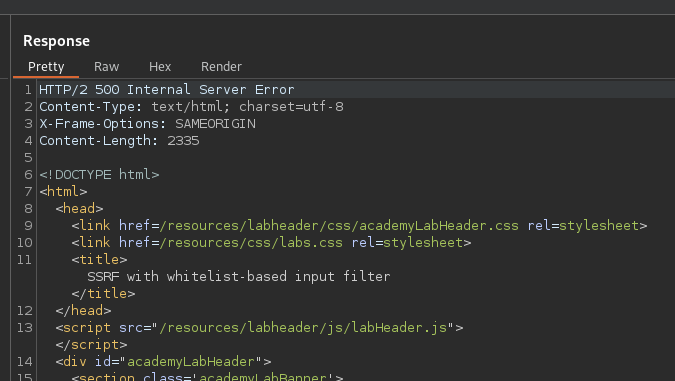 Response
Pretty Raw Hex Render
1 HTTP/2 500 Internal Server Error
2 Content-Type: text/html; charset=utf-8
3 X-Frame-Options: SAMEORIGIN
4 Content-Length: 2335
5
6 <!DOCTYPE html>
7 <html>
8 <head>
9 <link href=/resources/labheader/css/academyLabHeader.css rel=stylesheet>
10 <link href=/resources/css/labs.css rel=stylesheet>
11 <title>
SSRF with whitelist-based input filter
</title>
12 </head>
13 <script src="/resources/labheader/js/labHeader.js">
</script>
14 <div id="academyLabHeader">
15 <section class='academyLabBanner'>